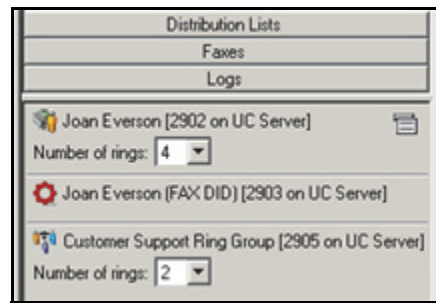 Distribution Lists
Faxes
Logs
Joan Everson [2902 on UC Server]
Number of rings: 4
Joan Everson (FAX DID) [2903 on UC Server]
Customer Support Ring Group [2905 on UC Server]
Number of rings: 2